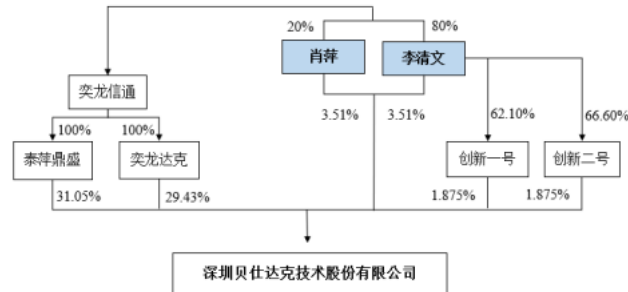 20%
80%
肖萍
李清文
奕龙信通
3.51%
3.51%
62.10%
66.60%
100%
100%
泰萍鼎盛
奕龙达克
创新一号
创新二号
31.05%
29.43%
1.875%
1.875%
深圳贝仕达克技术股份有限公司